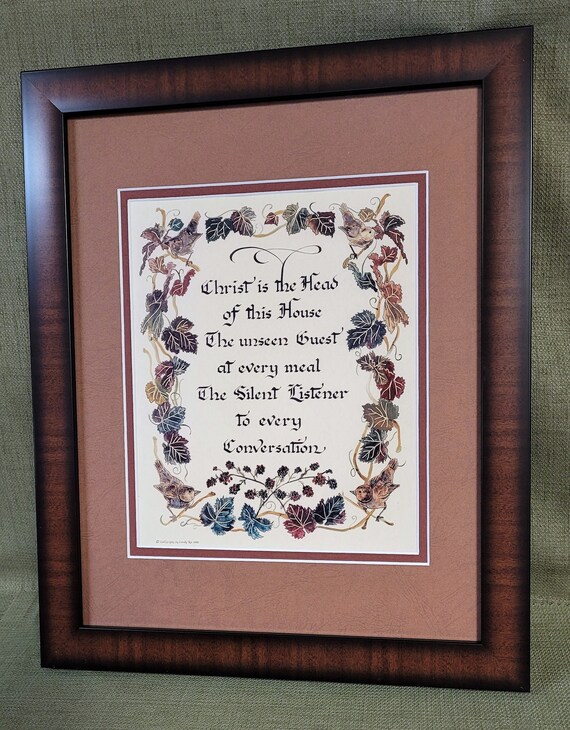 Christ is the Head
of this House
The unseen Guest
at every meal
The Silent Listener
to every
Conversation